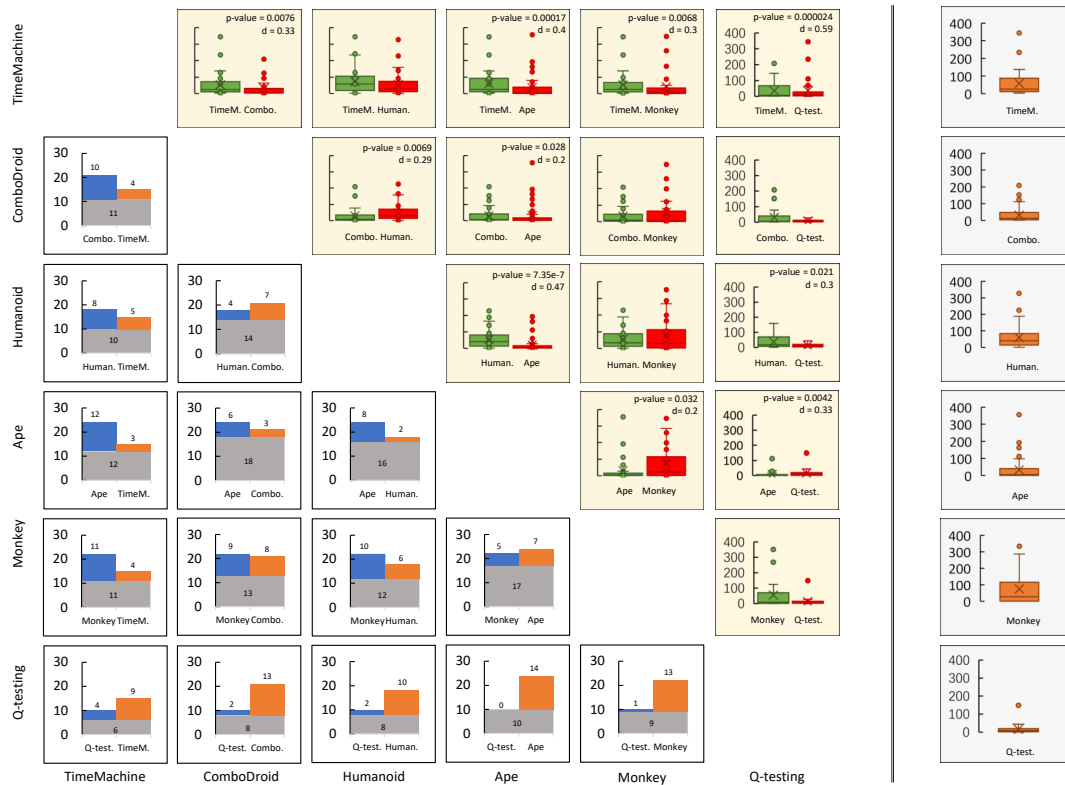 TimeMachine
p-value = 0.0076
d = 0.33
TimeM. Combo.
TimeM. Human.
p-value = 0.00017
d = 0.4
TimeM. Ape
p-value = 0.0068
d = 0.3
TimeM. Monkey
p-value = 0.000024
d = 0.59
400
300
200
100
0
TimeM. Q-test.
400
300
200
100
0
TimeM.
ComboDroid
30
20
10
0
10
4
11
Combo. TimeM.
p-value = 0.0069
d = 0.29
Combo. Human.
p-value = 0.028
d = 0.2
Combo. Ape
Combo. Monkey
400
300
200
100
0
Combo. Q-test.
400
300
200
100
0
Combo.
Humanoid
30
20
10
0
8
5
10
Human. TimeM.
30
20
10
0
4
7
14
Human. Combo.
p-value = 7.35e-7
d = 0.47
Human. Ape
Human. Monkey
p-value = 0.021
d = 0.3
400
300
200
100
0
Human. Q-test.
400
300
200
100
0
Human.
Ape
30
20
10
0
12
3
12
Ape TimeM.
30
20
10
0
6
3
18
Ape Combo.
30
20
10
0
8
2
16
Ape Human.
p-value = 0.032
d= 0.2
Ape Monkey
p-value = 0.0042
d = 0.33
400
300
200
100
0
Ape Q-test.
400
300
200
100
0
Ape
Monkey
30
20
10
0
11
4
11
Monkey TimeM.
30
20
10
0
9
8
13
Monkey Combo.
30
20
10
0
10
6
12
Monkey Human.
30
20
10
0
5
7
17
Monkey Ape
400
300
200
100
0
Monkey Q-test.
400
300
200
100
0
Monkey
Q-testing
30
20
10
0
4
9
6
Q-test. TimeM.
30
20
10
0
2
13
8
Q-test. Combo.
30
20
10
0
2
10
8
Q-test. Human.
30
20
10
0
0
14
10
Q-test. Ape
30
20
10
0
1
13
9
Q-test. Monkey
400
300
200
100
0
Q-test.
TimeMachine ComboDroid Humanoid Ape Monkey Q-testing